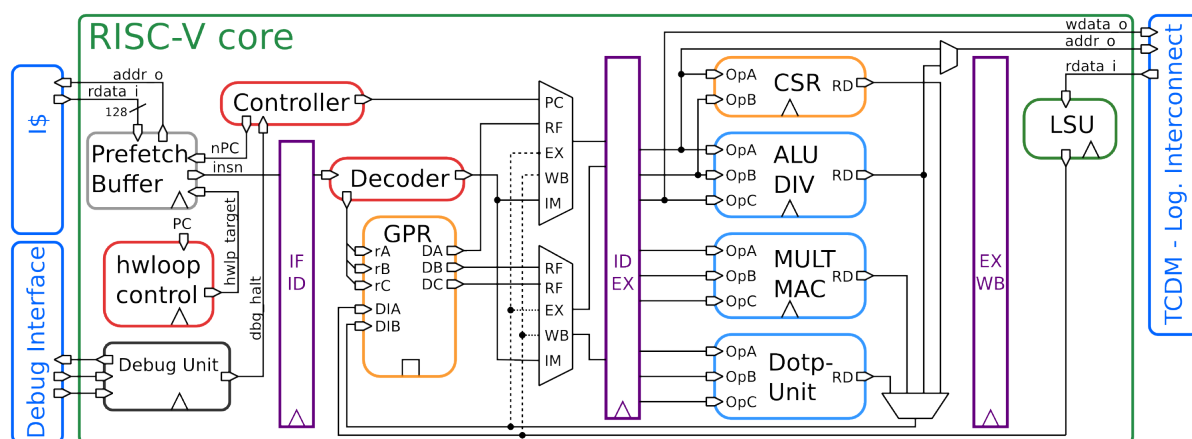 RISC-V core
wdata_o
addr_o
rdata_i
I$
addr_o
rdata_i
128
Controller
Prefetch
Buffer
nPC
insn
hwlp_target
PC
hwloop
control
dbg_halt
Debug Interface
Debug Unit
IF
ID
Decoder
GPR
rA
rB
rC
DIA
DIB
DA
DB
DC
PC
RF
EX
WB
IM
RF
RF
EX
WB
IM
ID
EX
OpA
OpB
CSR
RD
OpA
OpB
OpC
ALU
DIV
RD
OpA
OpB
OpC
MULT
MAC
RD
OpA
OpB
OpC
Dotp-
Unit
RD
EX
WB
LSU
TCDM - Log. Interconnect